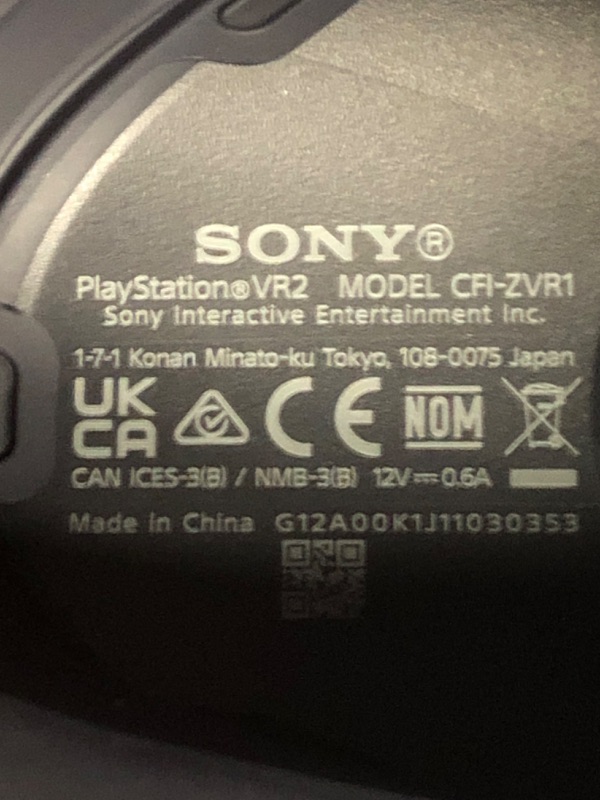 SONY®
PlayStation®VR2 MODEL CFI-ZVR1
Sony Interactive Entertainment Inc.
1-7-1 Konan Minato-ku Tokyo, 108-0075 Japan
UK
CA CE NOM
CAN ICES-3(B) / NMB-3(B) 12V⎓0.6A
Made in China G12A00K1J11030353